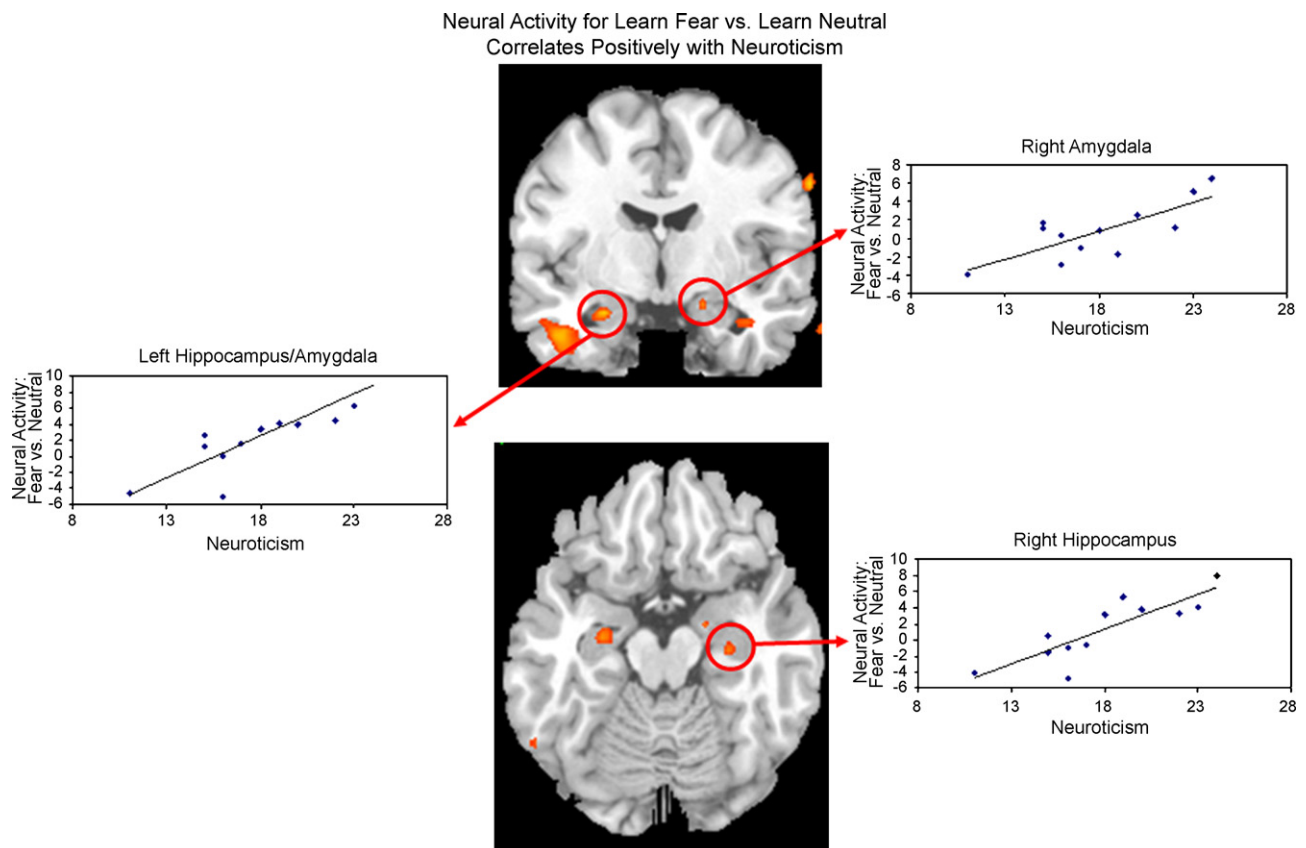 Neural Activity for Learn Fear vs. Learn Neutral
Correlates Positively with Neuroticism
Right Amygdala
Neural Activity:
Fear vs. Neutral
8
6
4
2
0
-2
-4
-6
8 13 18 23 28
Neuroticism
Left Hippocampus/Amygdala
Neural Activity:
Fear vs. Neutral
10
8
6
4
2
0
-2
-4
-6
8 13 18 23 28
Neuroticism
Right Hippocampus
Neural Activity:
Fear vs. Neutral
10
8
6
4
2
0
-2
-4
-6
8 13 18 23 28
Neuroticism